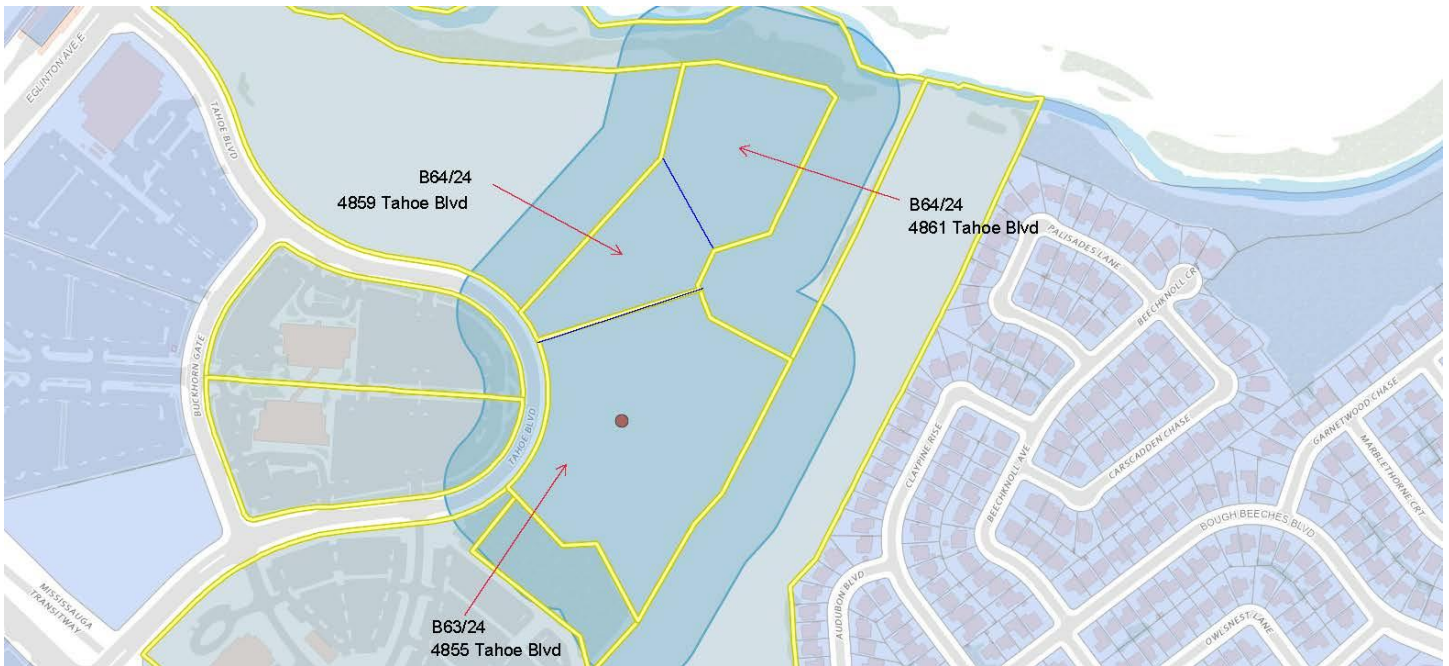 EGLINTON AVE E
TAHOE BLVD
B64/24
4859 Tahoe Blvd
B64/24
4861 Tahoe Blvd
PALISADES LANE
BEECHKNOLL CR
BUCKHORN GATE
TAHOE BLVD
CLAYPINE RISE
BEECHKNOLL AVE
CARSCADDEN CHASE
GARNETWOOD CHASE
MARBLETHORNE CRT
BOUGH BEECHES BLVD
AUDUBON BLVD
OWLSNEST LANE
MISSISSAUGA
TRANSITWAY
B63/24
4855 Tahoe Blvd